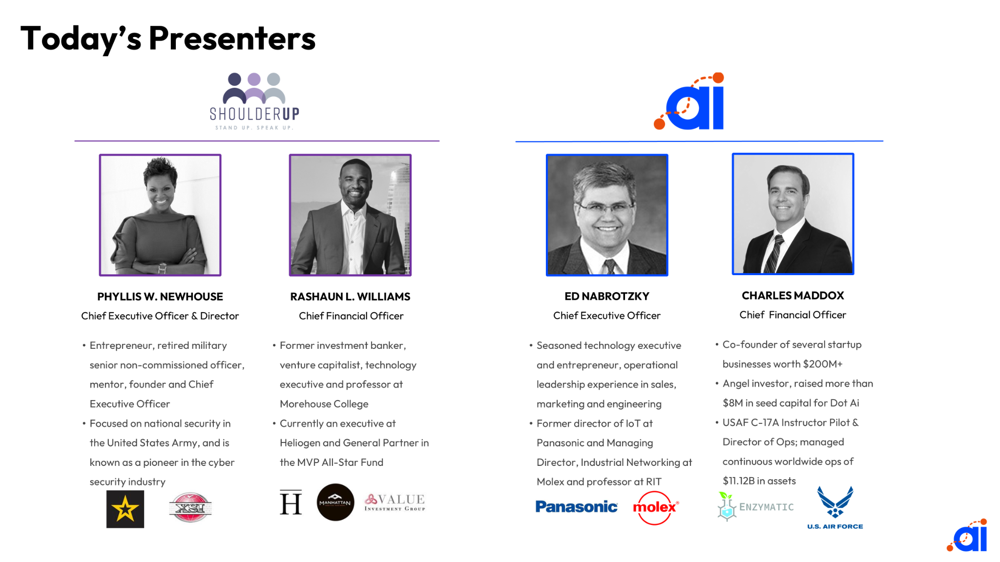 Today’s Presenters
SHOULDERUP
STAND UP. SPEAK UP.
.ai
PHYLLIS W. NEWHOUSE
Chief Executive Officer & Director
• Entrepreneur, retired military
senior non-commissioned officer,
mentor, founder and Chief
Executive Officer
• Focused on national security in
the United States Army, and is
known as a pioneer in the cyber
security industry
XSI
RASHAUN L. WILLIAMS
Chief Financial Officer
• Former investment banker,
venture capitalist, technology
executive and professor at
Morehouse College
• Currently an executive at
Heliogen and General Partner in
the MVP All-Star Fund
H
MANHATTAN
VALUE
INVESTMENT GROUP
ED NABROTZKY
Chief Executive Officer
• Seasoned technology executive
and entrepreneur, operational
leadership experience in sales,
marketing and engineering
• Former director of IoT at
Panasonic and Managing
Director, Industrial Networking at
Molex and professor at RIT
Panasonic
molex®
CHARLES MADDOX
Chief Financial Officer
• Co-founder of several startup
businesses worth $200M+
• Angel investor, raised more than
$8M in seed capital for Dot Ai
• USAF C-17A Instructor Pilot &
Director of Ops; managed
continuous worldwide ops of
$11.12B in assets
ENZYMATIC
U.S. AIR FORCE
.ai